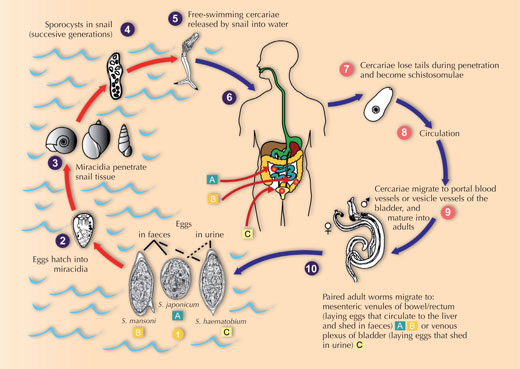 Sporocysts in snail
(succesive generations)
4
5
Free-swimming cercariae
released by snail into water
6
7
Cercariae lose tails during penetration
and become schistosomulae
8
Circulation
3
Miracidia penetrate
snail tissue
A
B
C
Cercariae migrate to portal blood
vessels or vesicle vessels of the
bladder, and
mature into
adults
9
♂
♀
2
Eggs hatch into
miracidia
Eggs
in faeces
in urine
10
S. japonicum
A
S. mansoni
S. haematobium
B
1
C
Paired adult worms migrate to:
mesenteric venules of bowel/rectum
(laying eggs that circulate to the liver
and shed in faeces) A B or venous
plexus of bladder (laying eggs that shed
in urine) C